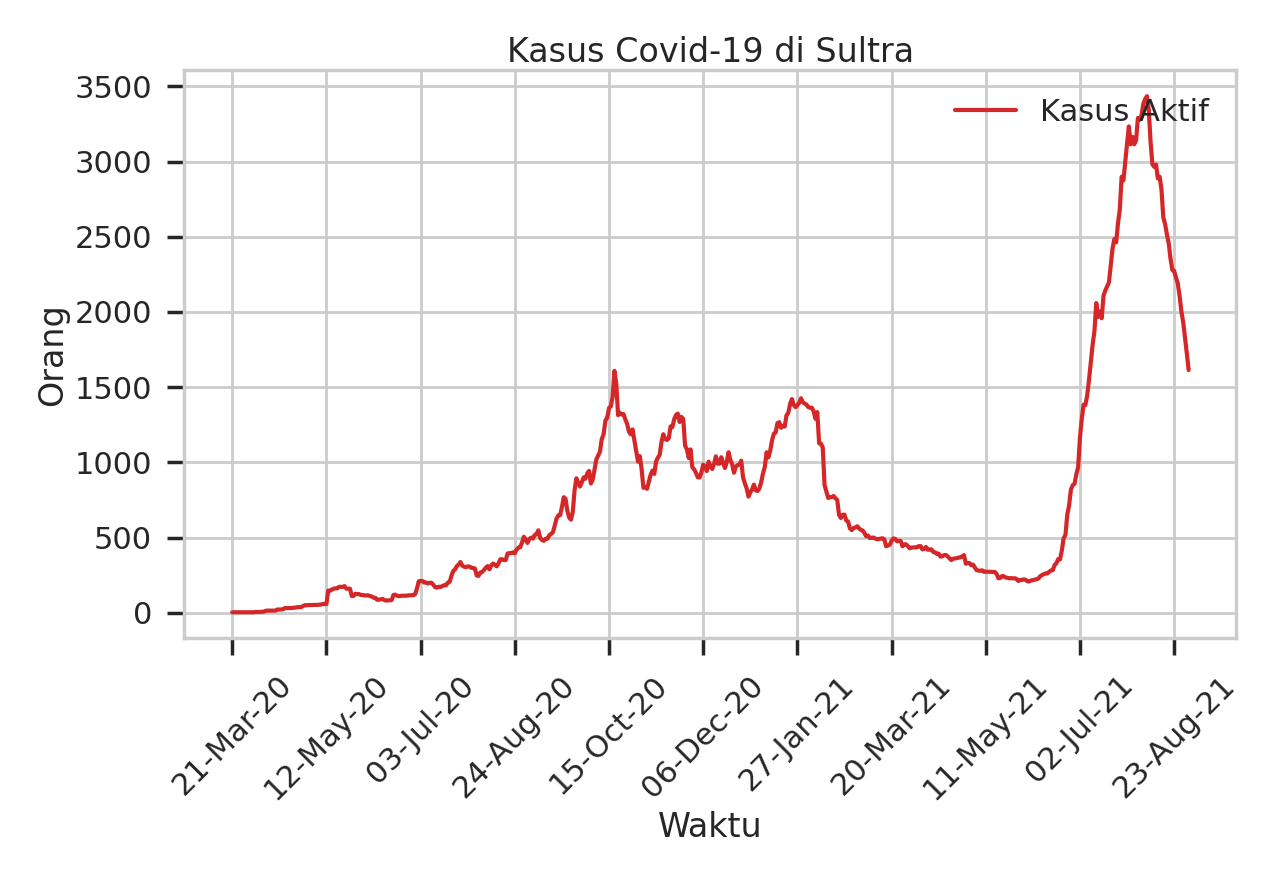 Kasus Covid-19 di Sultra
Kasus Aktif
Orang
3500
3000
2500
2000
1500
1000
500
0
21-Mar-20
12-May-20
03-Jul-20
24-Aug-20
15-Oct-20
06-Dec-20
27-Jan-21
20-Mar-21
11-May-21
02-Jul-21
23-Aug-21
Waktu